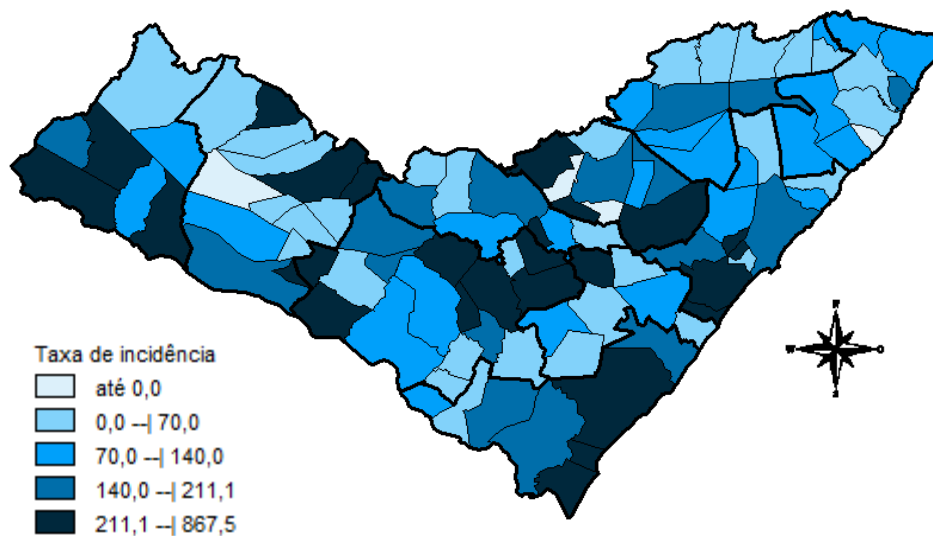 Taxa de incidência
até 0,0
0,0 --| 70,0
70,0 --| 140,0
140,0 --| 211,1
211,1 --| 867,5
N
W
O
S